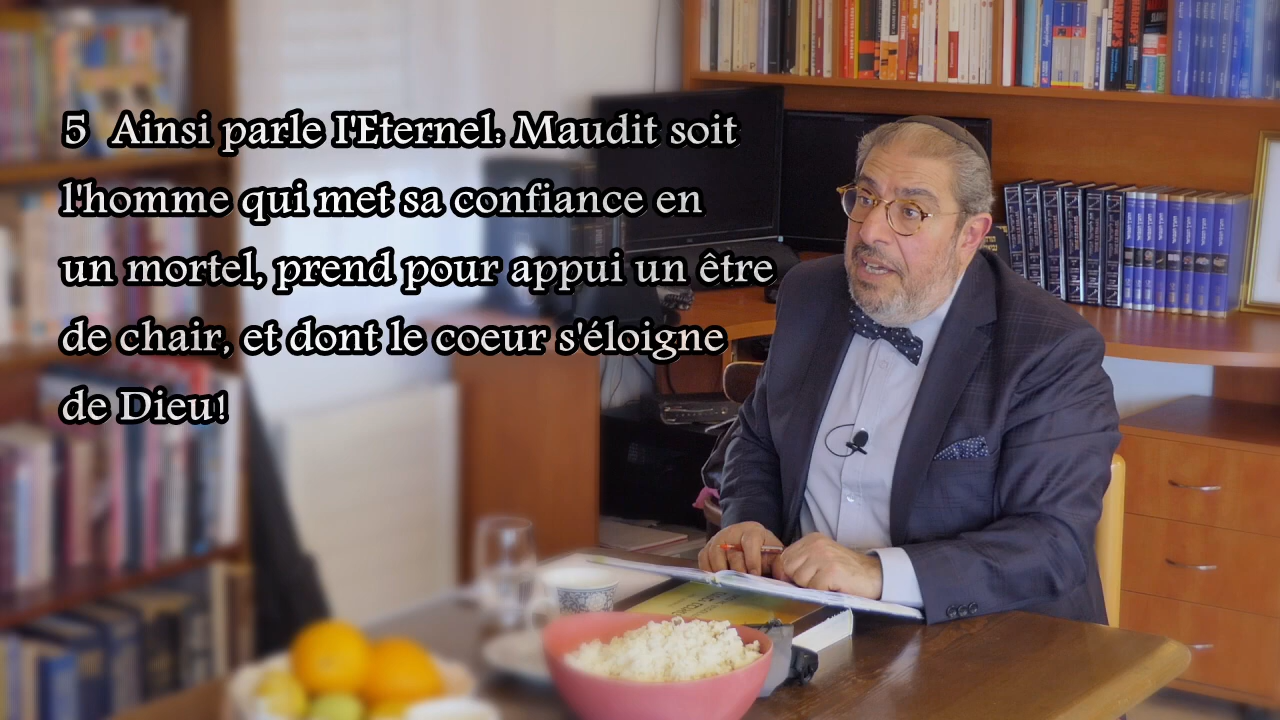 5 Ainsi parle l'Eternel: Maudit soit
l'homme qui met sa confiance en
un mortel, prend pour appui un être
de chair, et dont le coeur s'éloigne
de Dieu!